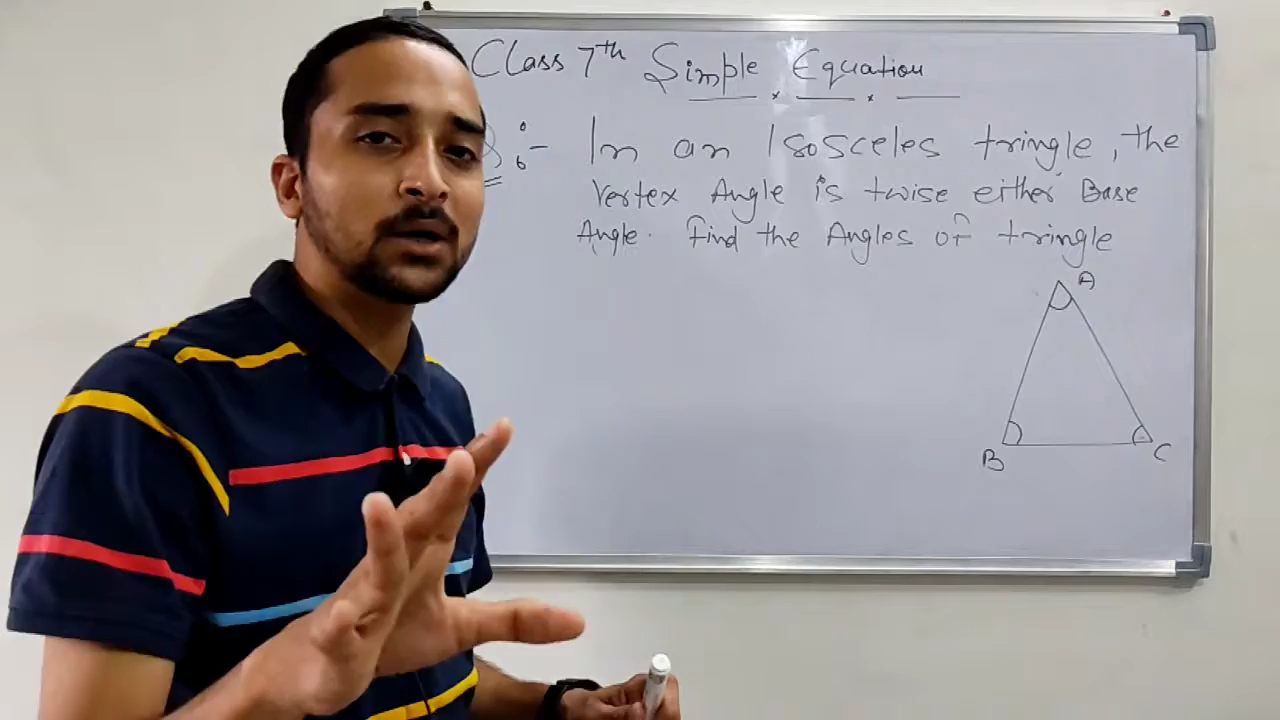 Class 7th Simple Equation
Q :- In an Isosceles tringle, the
Vertex Angle is twise either Base
Angle. Find the Angles of tringle
A
B
C